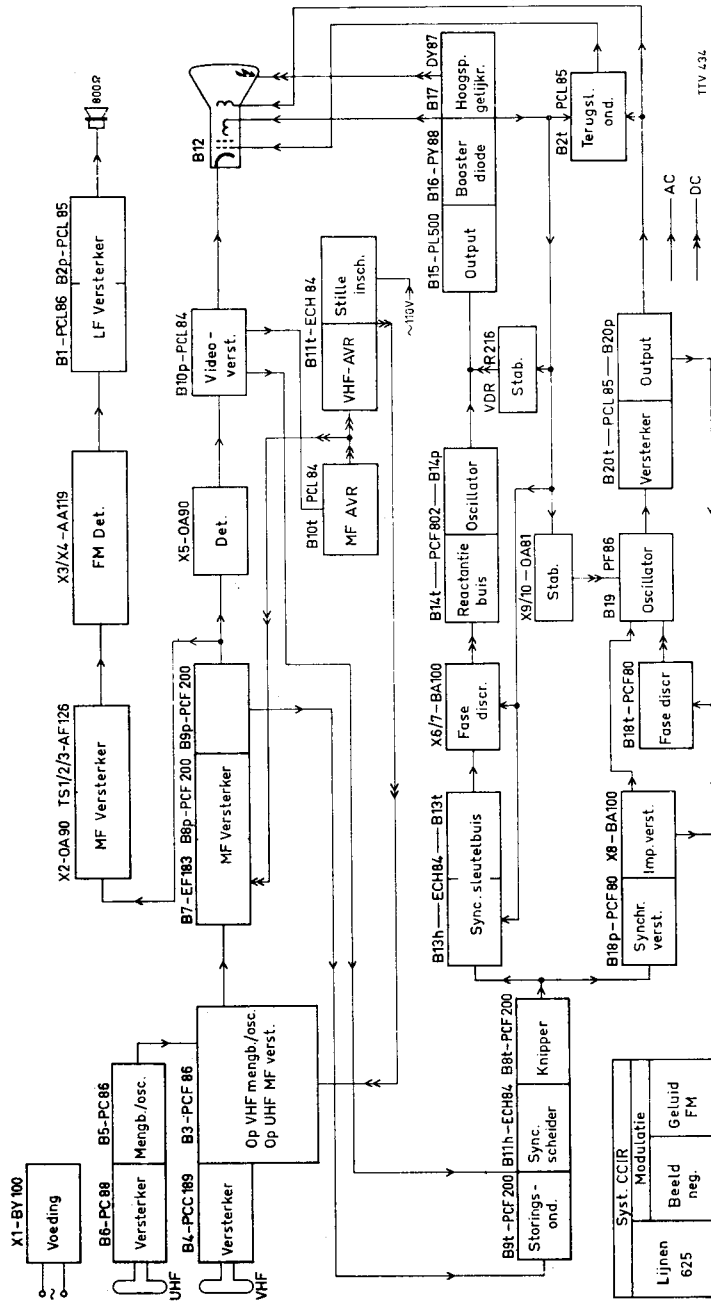 X1-BY100
Voeding
~
B6-PC88
B5-PC86
Versterker
Mengb./osc.
UHF
B4-PCC189
B3-PCF86
Versterker
Op VHF mengb./osc.
Op UHF MF verst.
VHF
X2-OA90 TS1/2/3-AF126
MF Versterker
X3/X4-AA119
FM Det.
B1-PCL86 B2p-PCL85
LF Versterker
800Ω
B7-EF183
B8p-PCF200
B9p-PCF200
MF Versterker
X5-OA90
Det.
B10p-PCL84
Video-
verst.
B12
B10t
PCL84
MF AVR
B11t-ECH84
VHF-AVR
Stille
insch.
~110V
B15-PL500
B16-PY88
B17
DY87
Output
Booster
diode
Hoogsp.
gelijkr.
B9t-PCF200
B11h-ECH84
B8t-PCF200
Storings-
ond.
Sync.
scheider
Knipper
B13h
ECH84
B13t
Sync. sleutelbuis
X6/7-BA100
Fase
discr.
B14t
PCF802
B14p
Reactantie
buis
Oscillator
VDR
R216
Stab.
X9/10-OA81
Stab.
B2t
PCL85
Terugsl.
ond.
B18p-PCF80
X8-BA100
Synchr.
verst.
Imp.verst.
B18t-PCF80
Fase discr
B19
PF86
Oscillator
B20t
PCL85
B20p
Versterker
Output
AC
DC
Syst. CCIR
Lijnen
625
Modulatie
Beeld
neg.
Geluid
FM
TTV 434